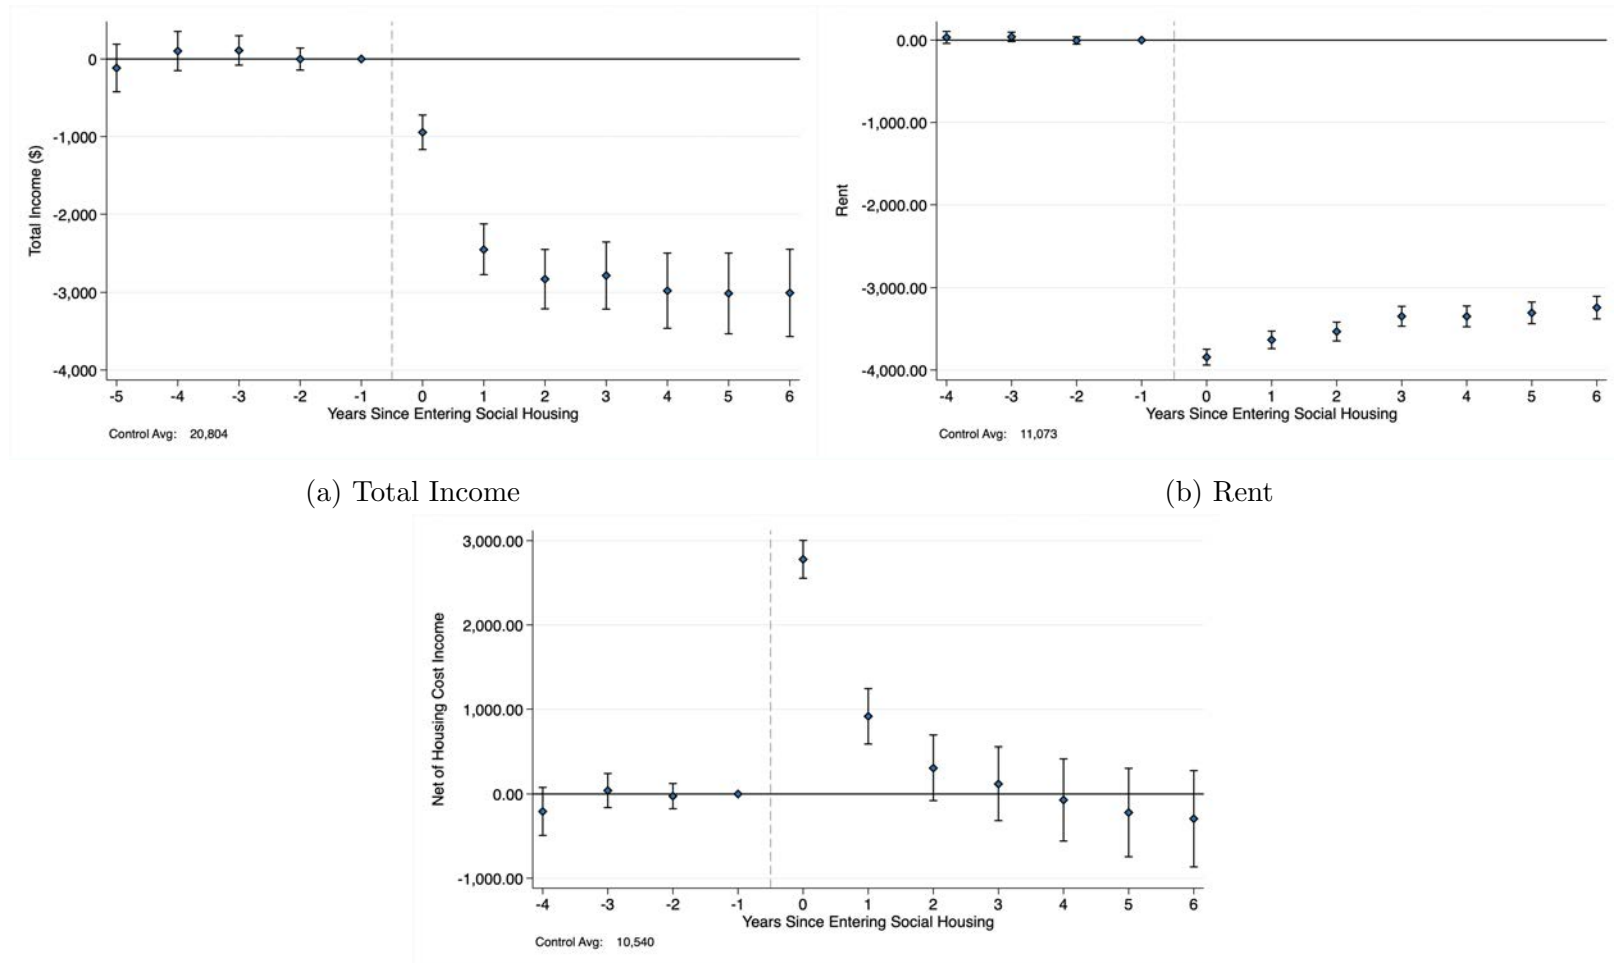 0
-1,000
-2,000
-3,000
-4,000
Total Income ($)
-5 -4 -3 -2 -1 0 1 2 3 4 5 6
Years Since Entering Social Housing
Control Avg: 20,804
(a) Total Income
0.00
-1,000.00
-2,000.00
-3,000.00
-4,000.00
Rent
-4 -3 -2 -1 0 1 2 3 4 5 6
Years Since Entering Social Housing
Control Avg: 11,073
(b) Rent
3,000.00
2,000.00
1,000.00
0.00
-1,000.00
Net of Housing Cost Income
-4 -3 -2 -1 0 1 2 3 4 5 6
Years Since Entering Social Housing
Control Avg: 10,540